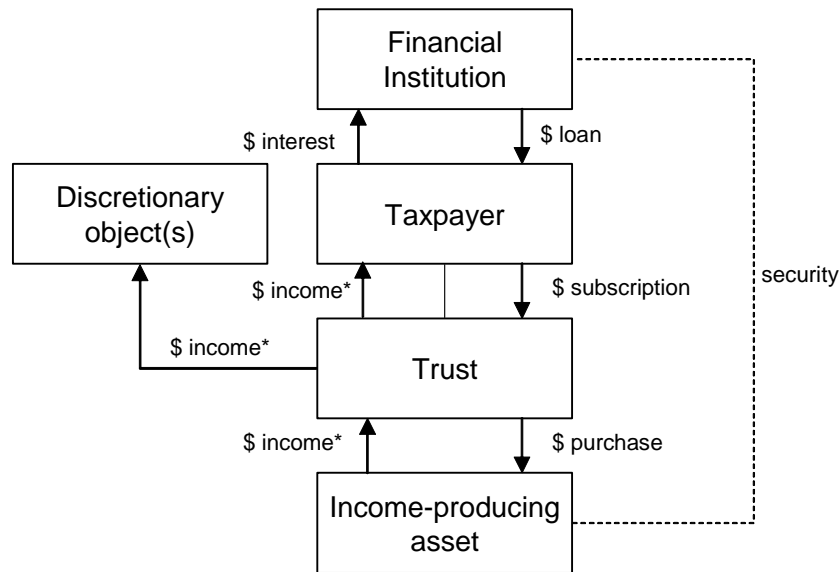 Financial
Institution
$ interest
$ loan
Discretionary
object(s)
Taxpayer
security
$ income*
$ subscription
$ income*
Trust
$ income*
$ purchase
Income-producing
asset